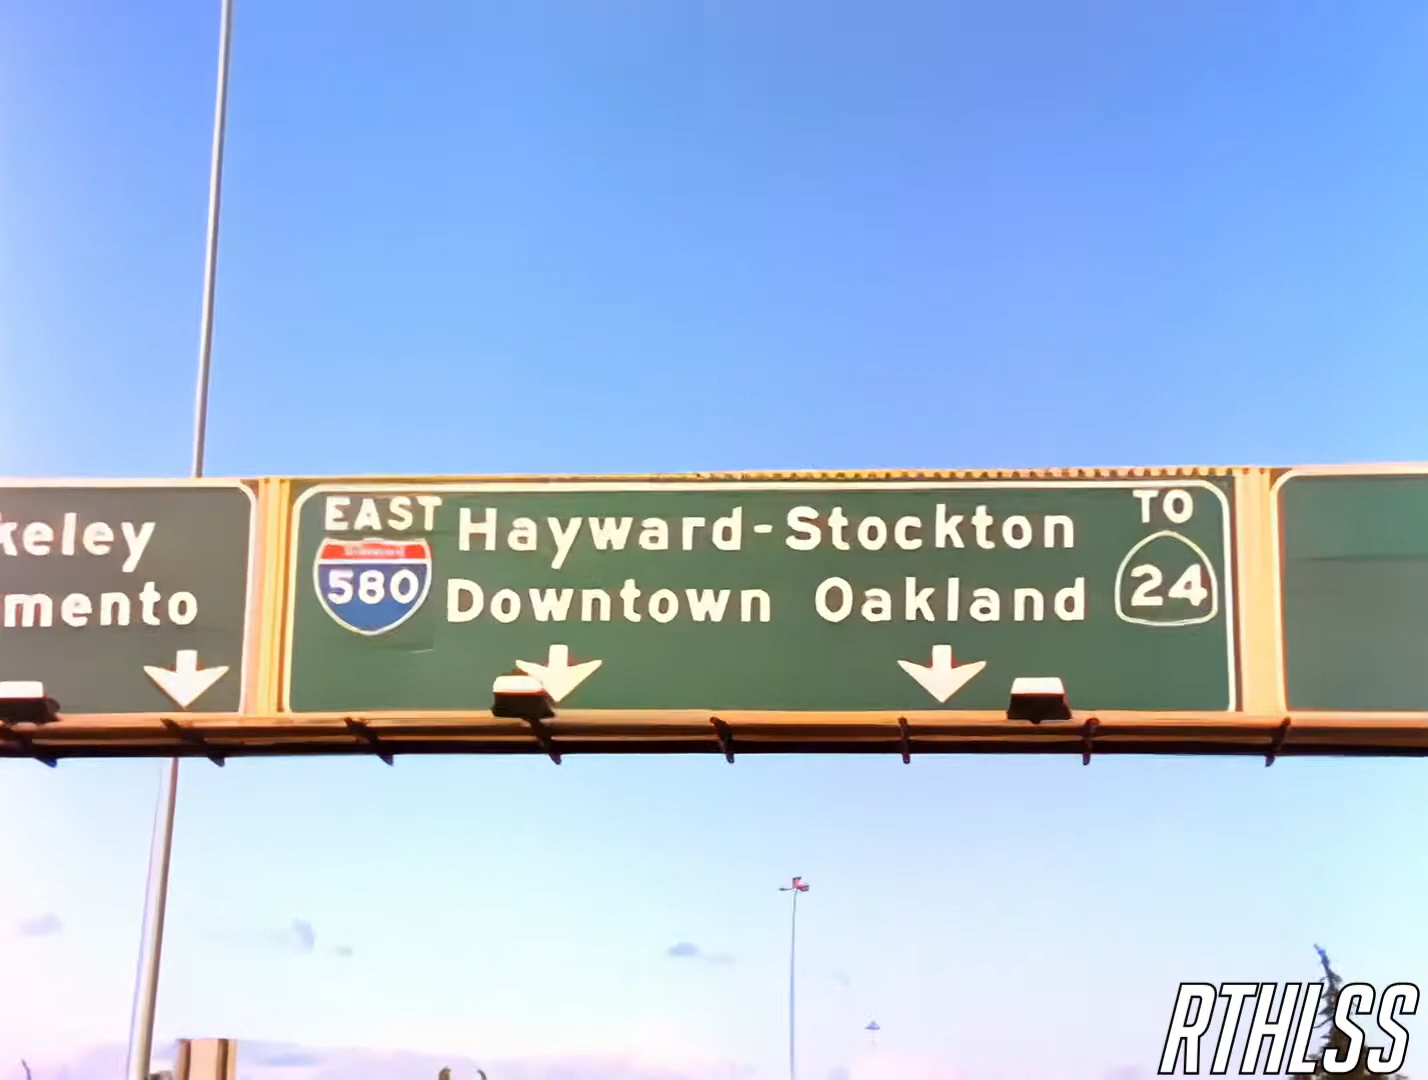 keley
mento
EAST
580
Hayward-Stockton
Downtown Oakland
TO
24
RTHLSS